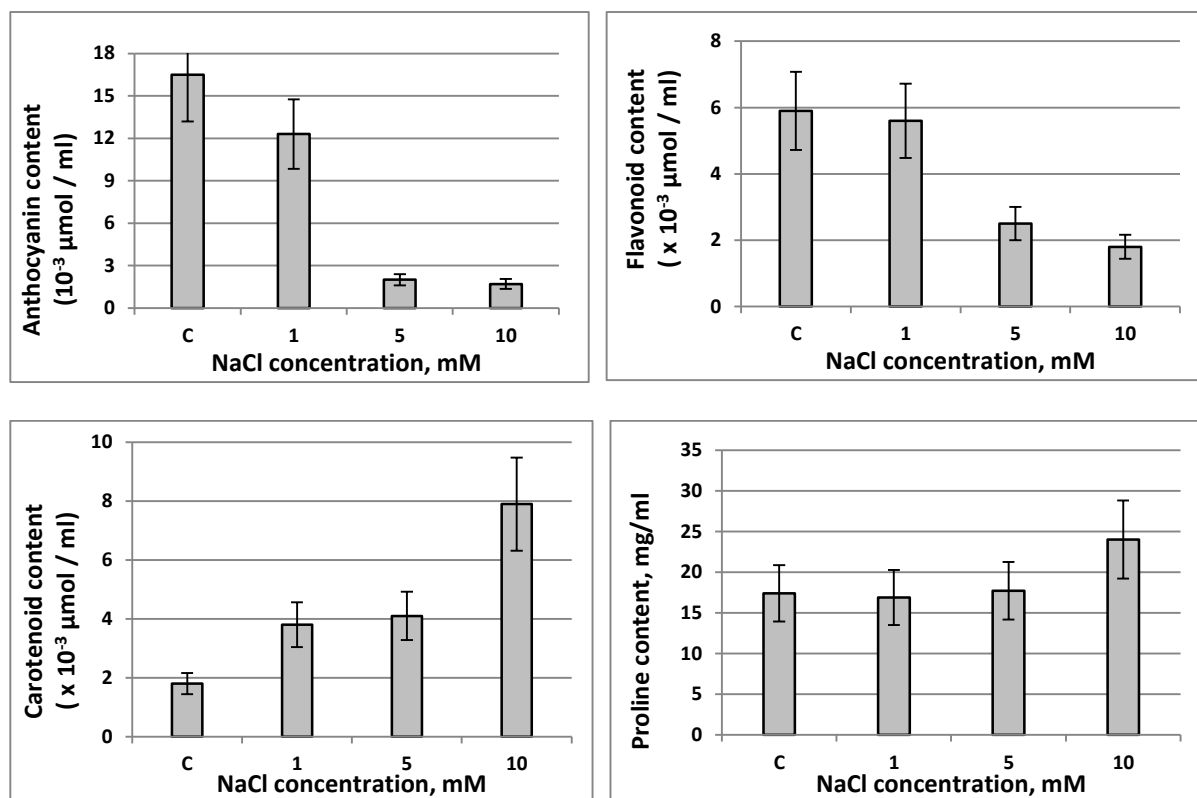 Anthocyanin content
(10⁻³ µmol / ml)
18
15
12
9
6
3
0
C 1 5 10
NaCl concentration, mM
Flavonoid content
( x 10⁻³ µmol / ml)
8
6
4
2
0
C 1 5 10
NaCl concentration, mM
Carotenoid content
( x 10⁻³ µmol / ml)
10
8
6
4
2
0
C 1 5 10
NaCl concentration, mM
Proline content, mg/ml
35
30
25
20
15
10
5
0
C 1 5 10
NaCl concentration, mM